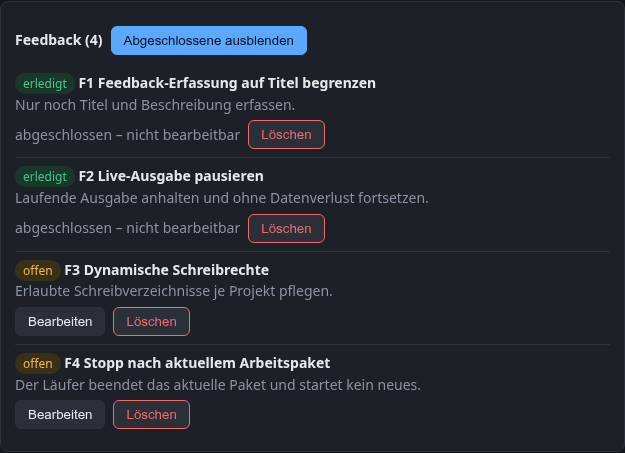 Feedback (4) Abgeschlossene ausblenden
erledigt F1 Feedback-Erfassung auf Titel begrenzen
Nur noch Titel und Beschreibung erfassen.
abgeschlossen – nicht bearbeitbar Löschen
erledigt F2 Live-Ausgabe pausieren
Laufende Ausgabe anhalten und ohne Datenverlust fortsetzen.
abgeschlossen – nicht bearbeitbar Löschen
offen F3 Dynamische Schreibrechte
Erlaubte Schreibverzeichnisse je Projekt pflegen.
Bearbeiten Löschen
offen F4 Stopp nach aktuellem Arbeitspaket
Der Läufer beendet das aktuelle Paket und startet kein neues.
Bearbeiten Löschen